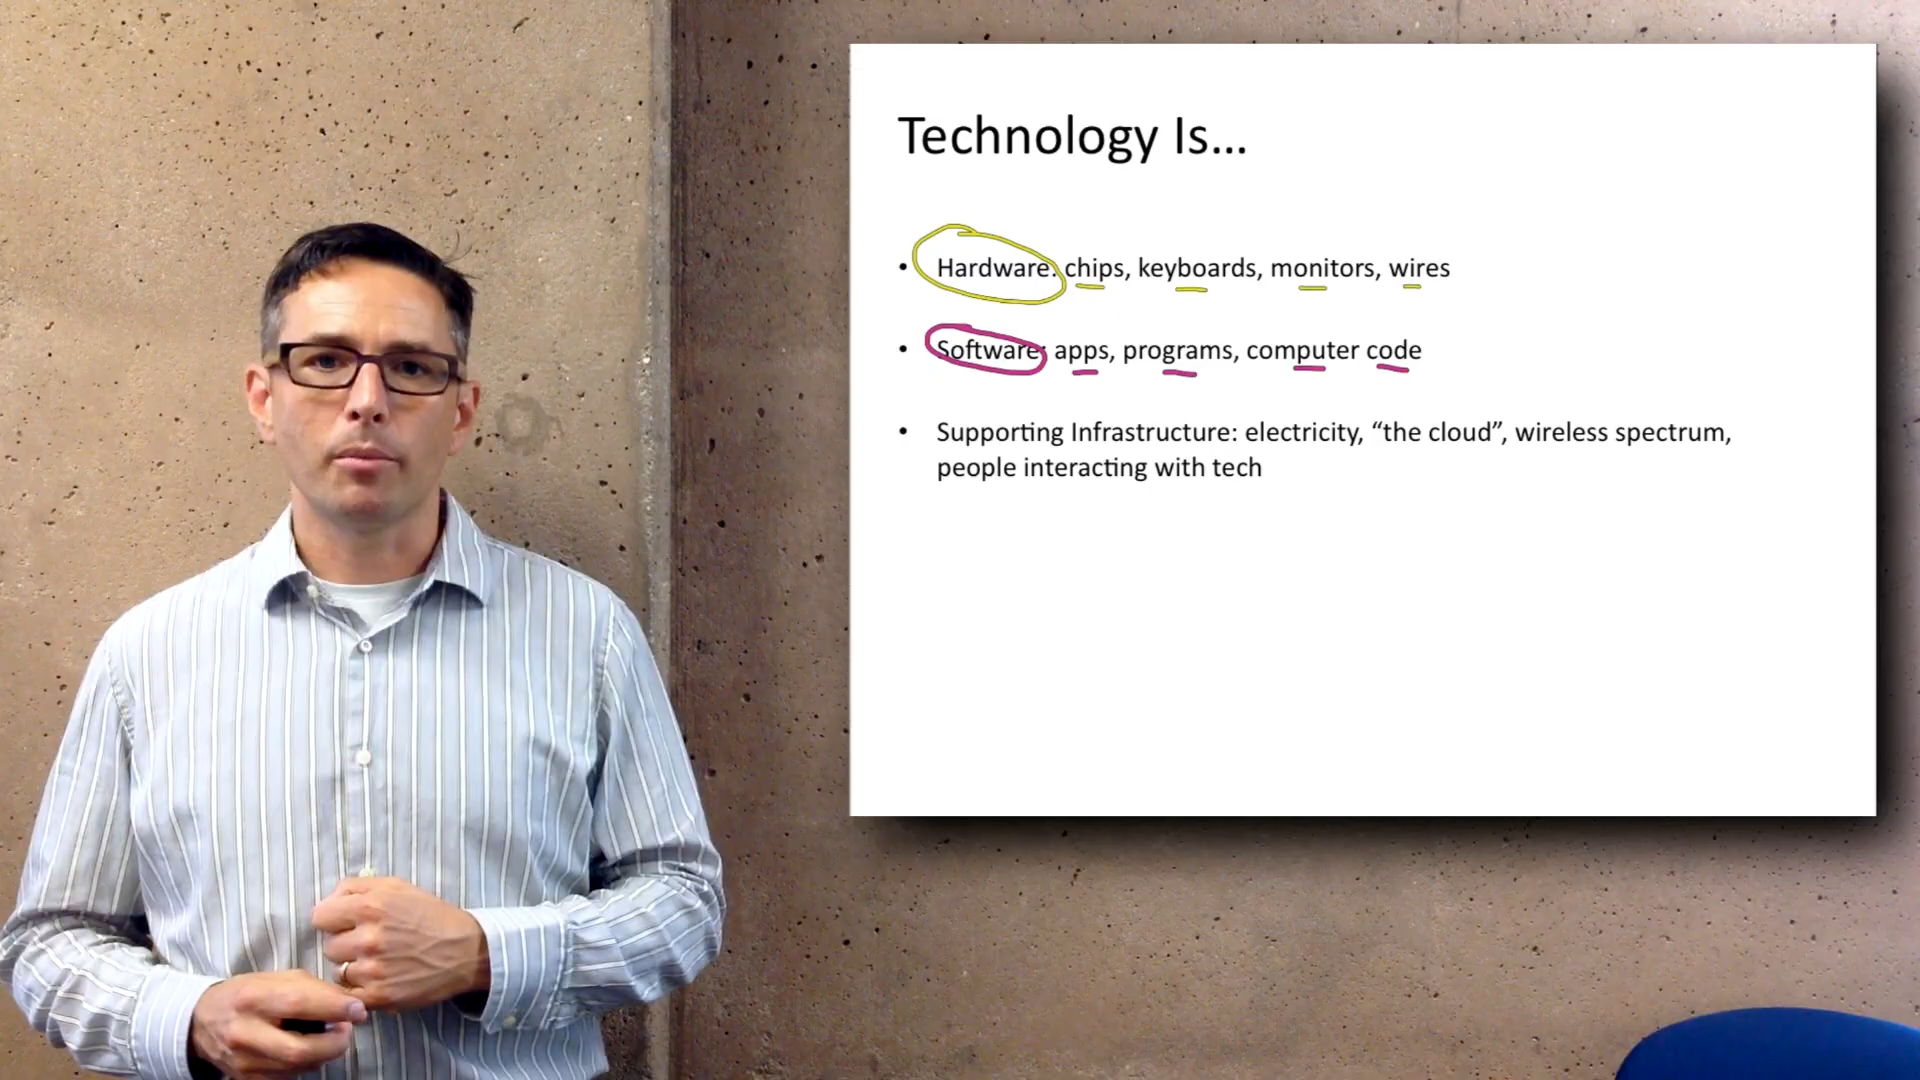 Technology Is...
• Hardware: chips, keyboards, monitors, wires
• Software: apps, programs, computer code
• Supporting Infrastructure: electricity, “the cloud”, wireless spectrum,
people interacting with tech